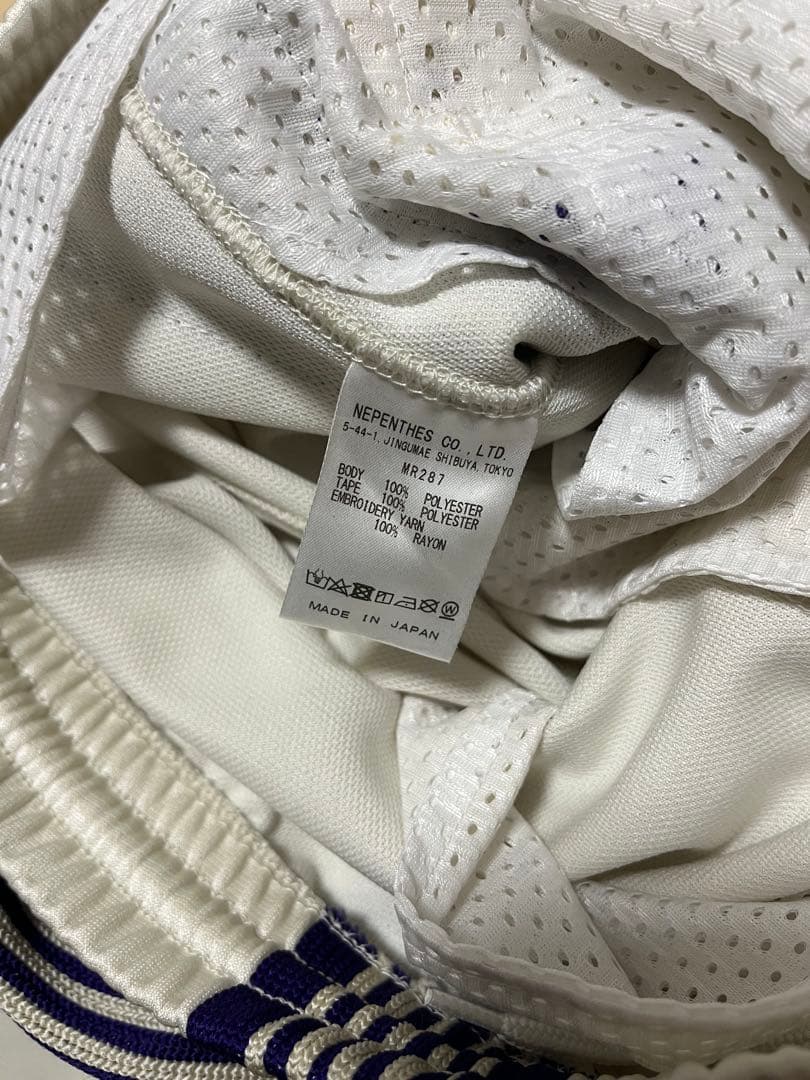 NEPENTHES CO., LTD.
5-44-1, JINGUMAE SHIBUYA, TOKYO
MR287
BODY 100% POLYESTER
TAPE 100% POLYESTER
EMBROIDERY YARN
100% RAYON
MADE IN JAPAN